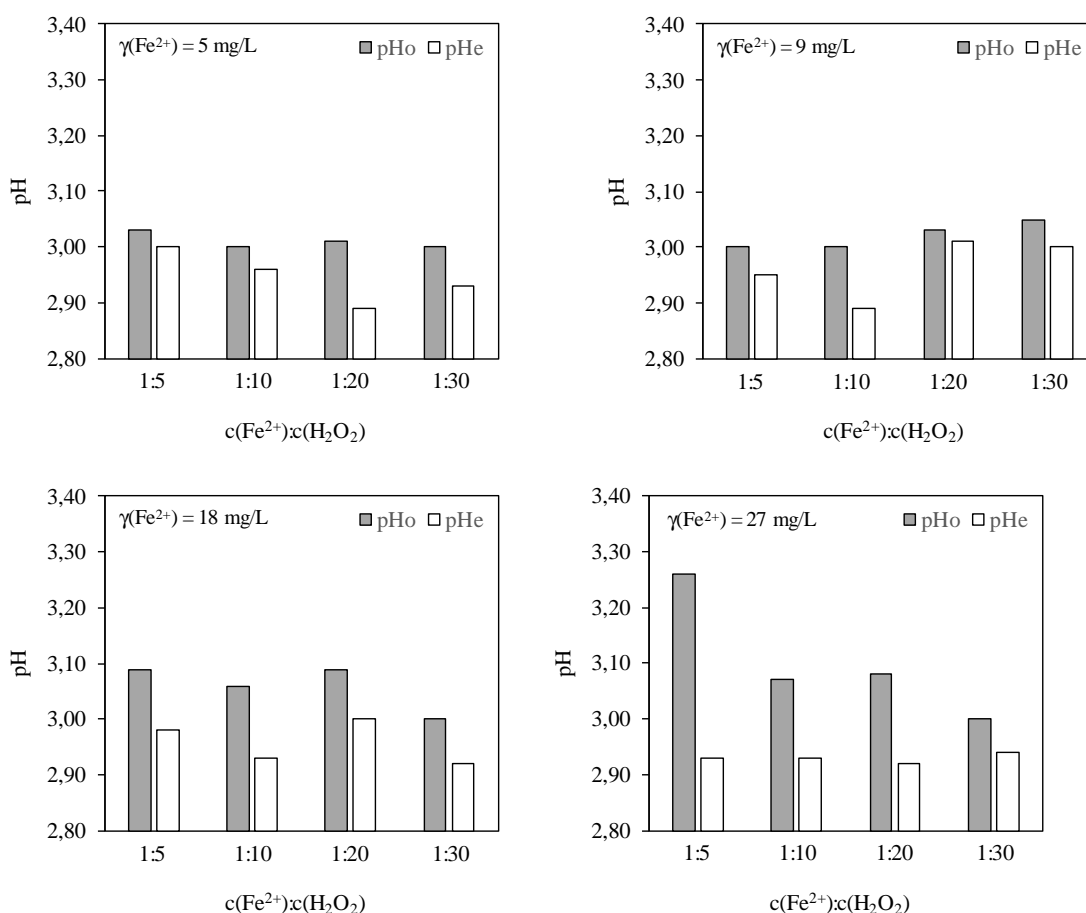 γ(Fe²⁺) = 5 mg/L
pHo pHe
3,40
3,30
3,20
3,10
3,00
2,90
2,80
pH
1:5 1:10 1:20 1:30
c(Fe²⁺):c(H₂O₂)
γ(Fe²⁺) = 9 mg/L
pHo pHe
3,40
3,30
3,20
3,10
3,00
2,90
2,80
pH
1:5 1:10 1:20 1:30
c(Fe²⁺):c(H₂O₂)
γ(Fe²⁺) = 18 mg/L
pHo pHe
3,40
3,30
3,20
3,10
3,00
2,90
2,80
pH
1:5 1:10 1:20 1:30
c(Fe²⁺):c(H₂O₂)
γ(Fe²⁺) = 27 mg/L
pHo pHe
3,40
3,30
3,20
3,10
3,00
2,90
2,80
pH
1:5 1:10 1:20 1:30
c(Fe²⁺):c(H₂O₂)